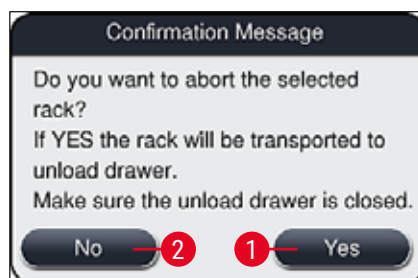 Confirmation Message
Do you want to abort the selected
rack?
If YES the rack will be transported to
unload drawer.
Make sure the unload drawer is closed.
No 2 1 Yes